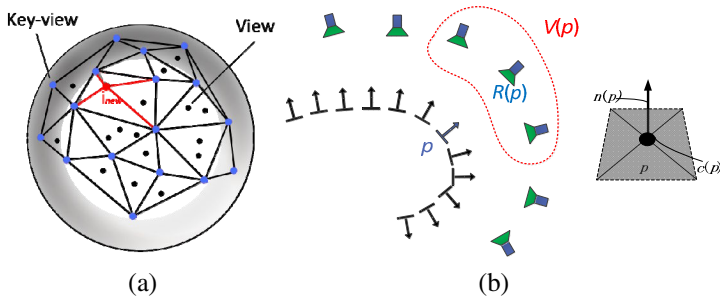 Key-view
View
i_new
(a)
V(p)
R(p)
p
(b)
n(p)
c(p)
p